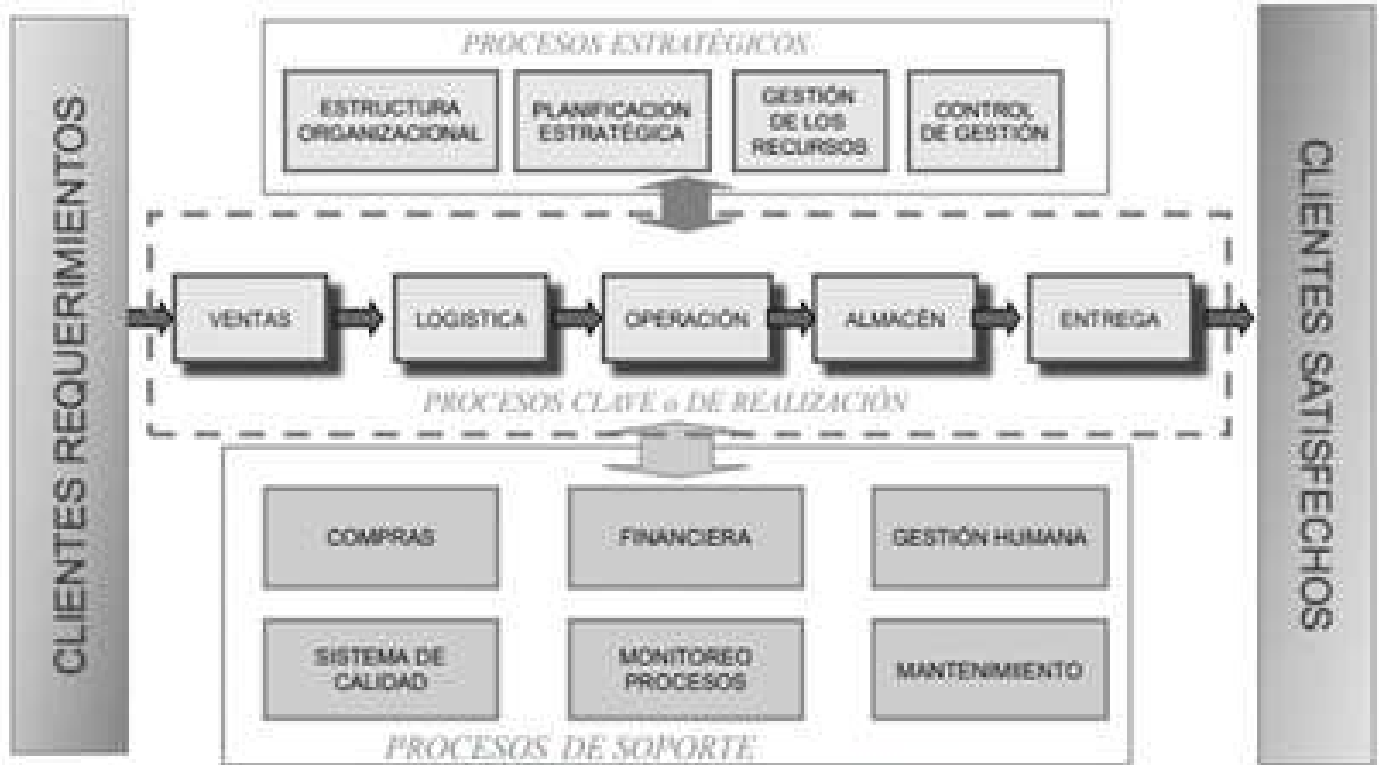 CLIENTES REQUERIMIENTOS
PROCESOS ESTRATÉGICOS
ESTRUCTURA
ORGANIZACIONAL
PLANIFICACION
ESTRATÉGICA
GESTIÓN
DE LOS
RECURSOS
CONTROL
DE GESTIÓN
VENTAS
LOGISTICA
OPERACIÓN
ALMACÉN
ENTREGA
PROCESOS CLAVE o DE REALIZACIÓN
COMPRAS
FINANCIERA
GESTIÓN HUMANA
SISTEMA DE
CALIDAD
MONITOREO
PROCESOS
MANTENIMIENTO
PROCESOS DE SOPORTE
CLIENTES SATISFECHOS